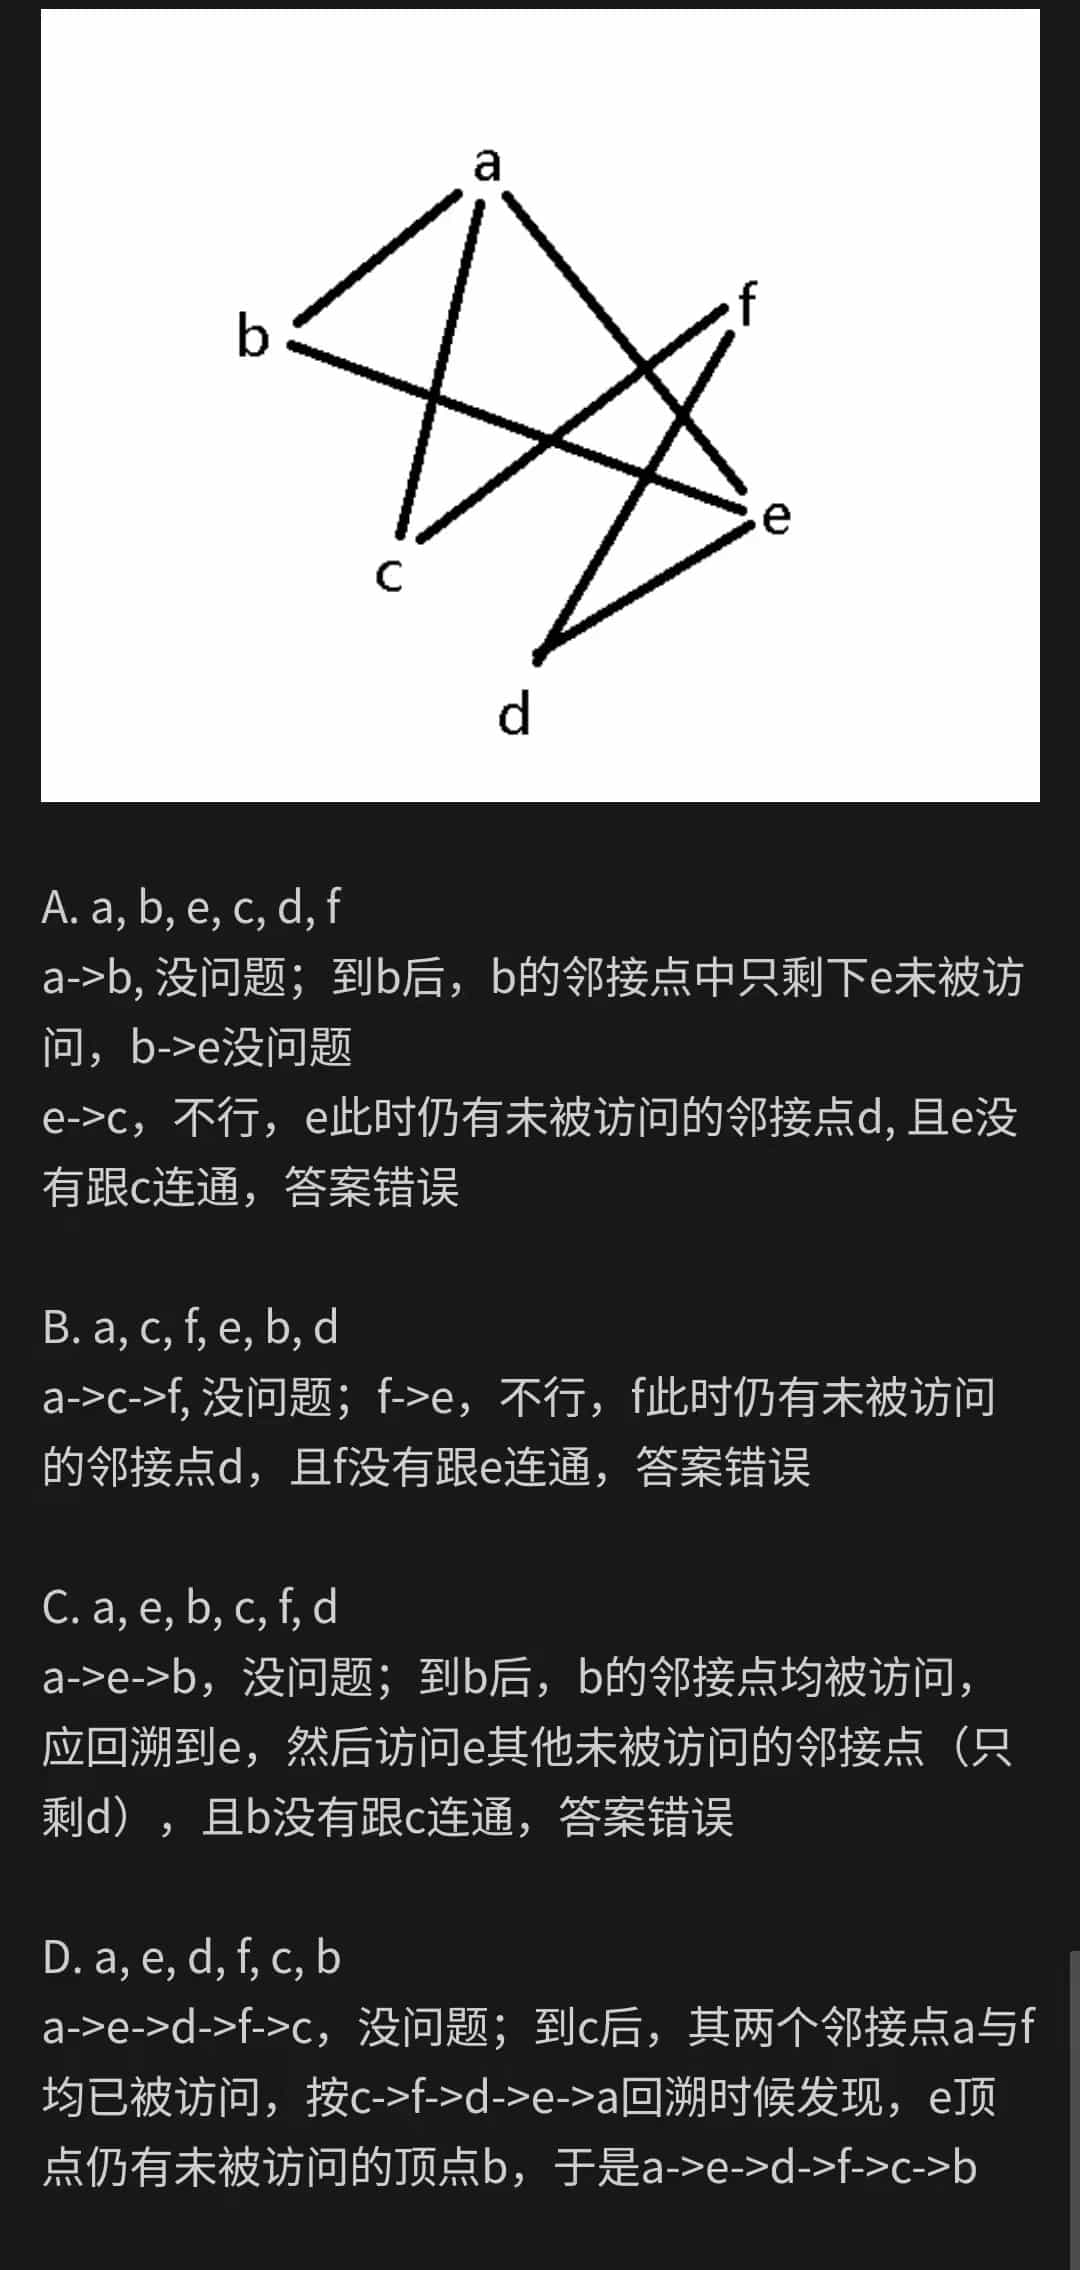 a
f
b
e
c
d
A. a, b, e, c, d, f
a->b, 没问题；到b后，b的邻接点中只剩下e未被访
问，b->e没问题
e->c，不行，e此时仍有未被访问的邻接点d, 且e没
有跟c连通，答案错误
B. a, c, f, e, b, d
a->c->f, 没问题；f->e，不行，f此时仍有未被访问
的邻接点d，且f没有跟e连通，答案错误
C. a, e, b, c, f, d
a->e->b，没问题；到b后，b的邻接点均被访问，
应回溯到e，然后访问e其他未被访问的邻接点（只
剩d），且b没有跟c连通，答案错误
D. a, e, d, f, c, b
a->e->d->f->c，没问题；到c后，其两个邻接点a与f
均已被访问，按c->f->d->e->a回溯时候发现，e顶
点仍有未被访问的顶点b，于是a->e->d->f->c->b